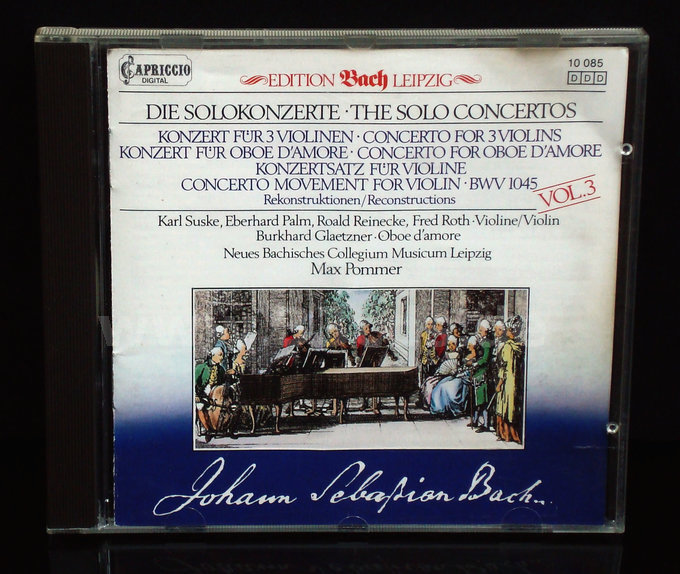 CAPRICCIO
DIGITAL
10 085
DDD
EDITION Bach LEIPZIG
DIE SOLOKONZERTE · THE SOLO CONCERTOS
KONZERT FÜR 3 VIOLINEN · CONCERTO FOR 3 VIOLINS
KONZERT FÜR OBOE D'AMORE · CONCERTO FOR OBOE D'AMORE
KONZERTSATZ FÜR VIOLINE
CONCERTO MOVEMENT FOR VIOLIN · BWV 1045
Rekonstruktionen/Reconstructions
VOL.3
Karl Suske, Eberhard Palm, Roald Reinecke, Fred Roth · Violine/Violin
Burkhard Glaetzner · Oboe d'amore
Neues Bachisches Collegium Musicum Leipzig
Max Pommer
Johann Sebaſtian Bach...